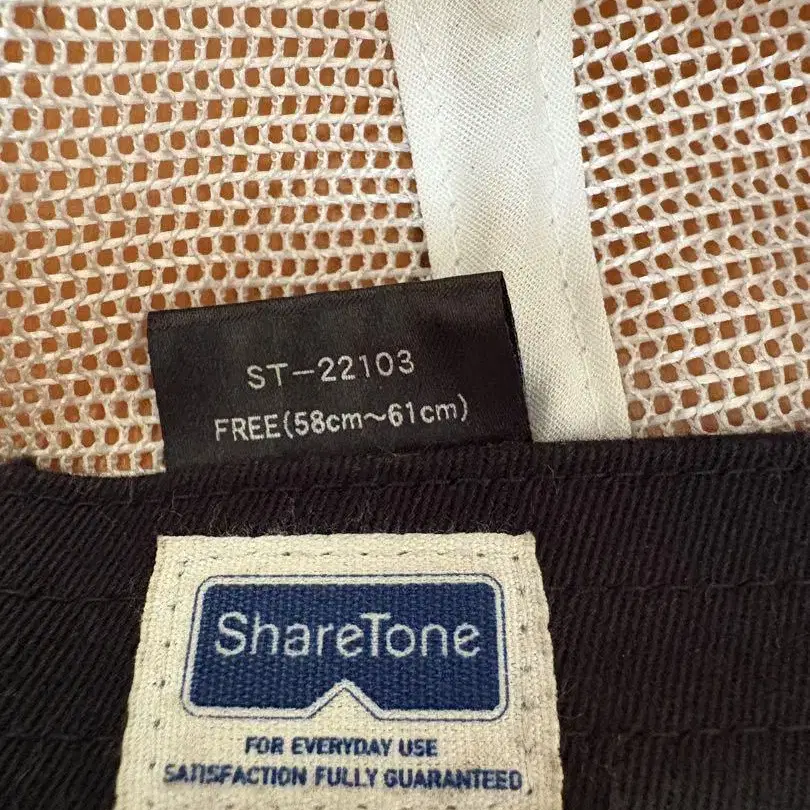 ST-22103
FREE(58cm～61cm)
ShareTone
FOR EVERYDAY USE
SATISFACTION FULLY GUARANTEED